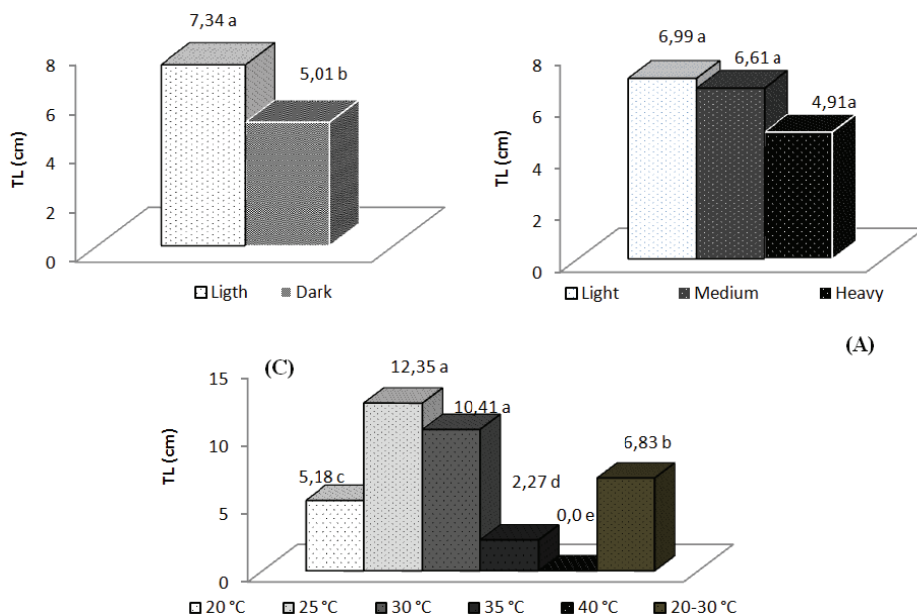 7,34 a
5,01 b
8
6
4
2
0
TL (cm)
Ligth Dark
6,99 a
6,61 a
4,91a
8
6
4
2
0
TL (cm)
Light Medium Heavy
(A)
(C)
12,35 a
10,41 a
5,18 c
2,27 d
0,0 e
6,83 b
15
10
5
0
TL (cm)
20 °C 25 °C 30 °C 35 °C 40 °C 20-30 °C